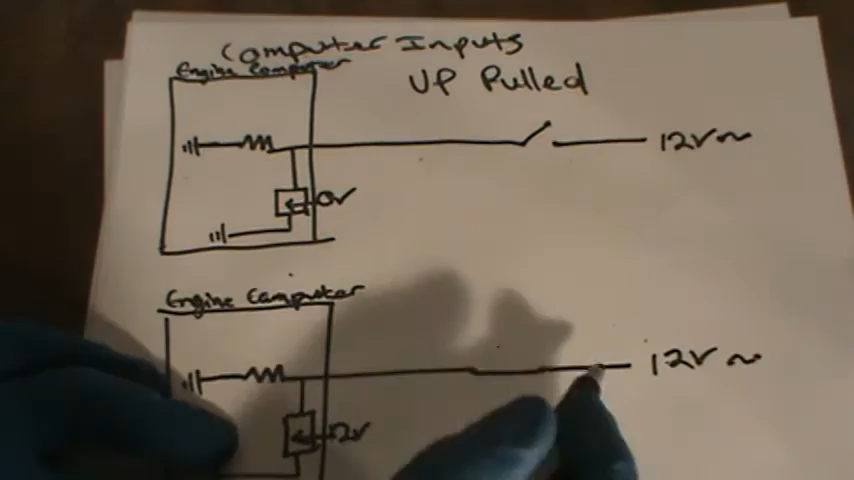 Computer Inputs
Engine Computer
UP Pulled
12V~
0V
Engine Computer
12V~
12V